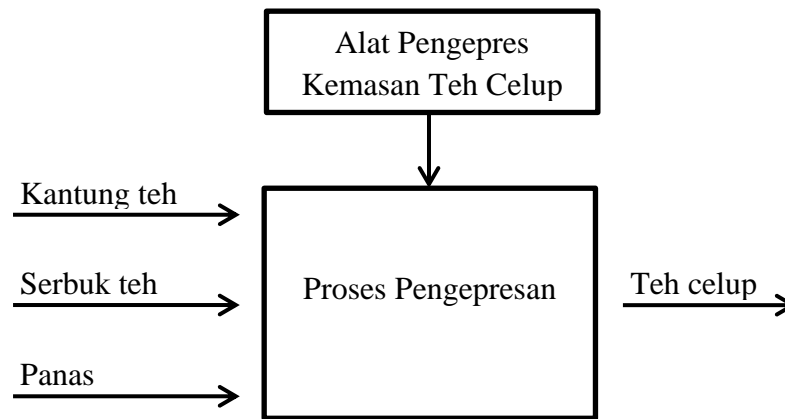 Alat Pengepres
Kemasan Teh Celup
Kantung teh
Serbuk teh
Proses Pengepresan
Teh celup
Panas